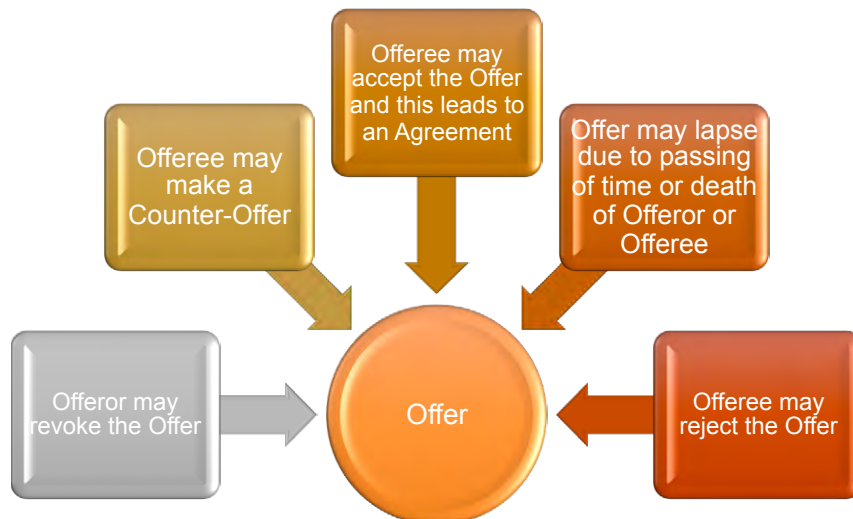 Offeree may
accept the Offer
and this leads to
an Agreement
Offeree may
make a
Counter-Offer
Offer may lapse
due to passing
of time or death
of Offeror or
Offeree
Offeror may
revoke the Offer
Offer
Offeree may
reject the Offer